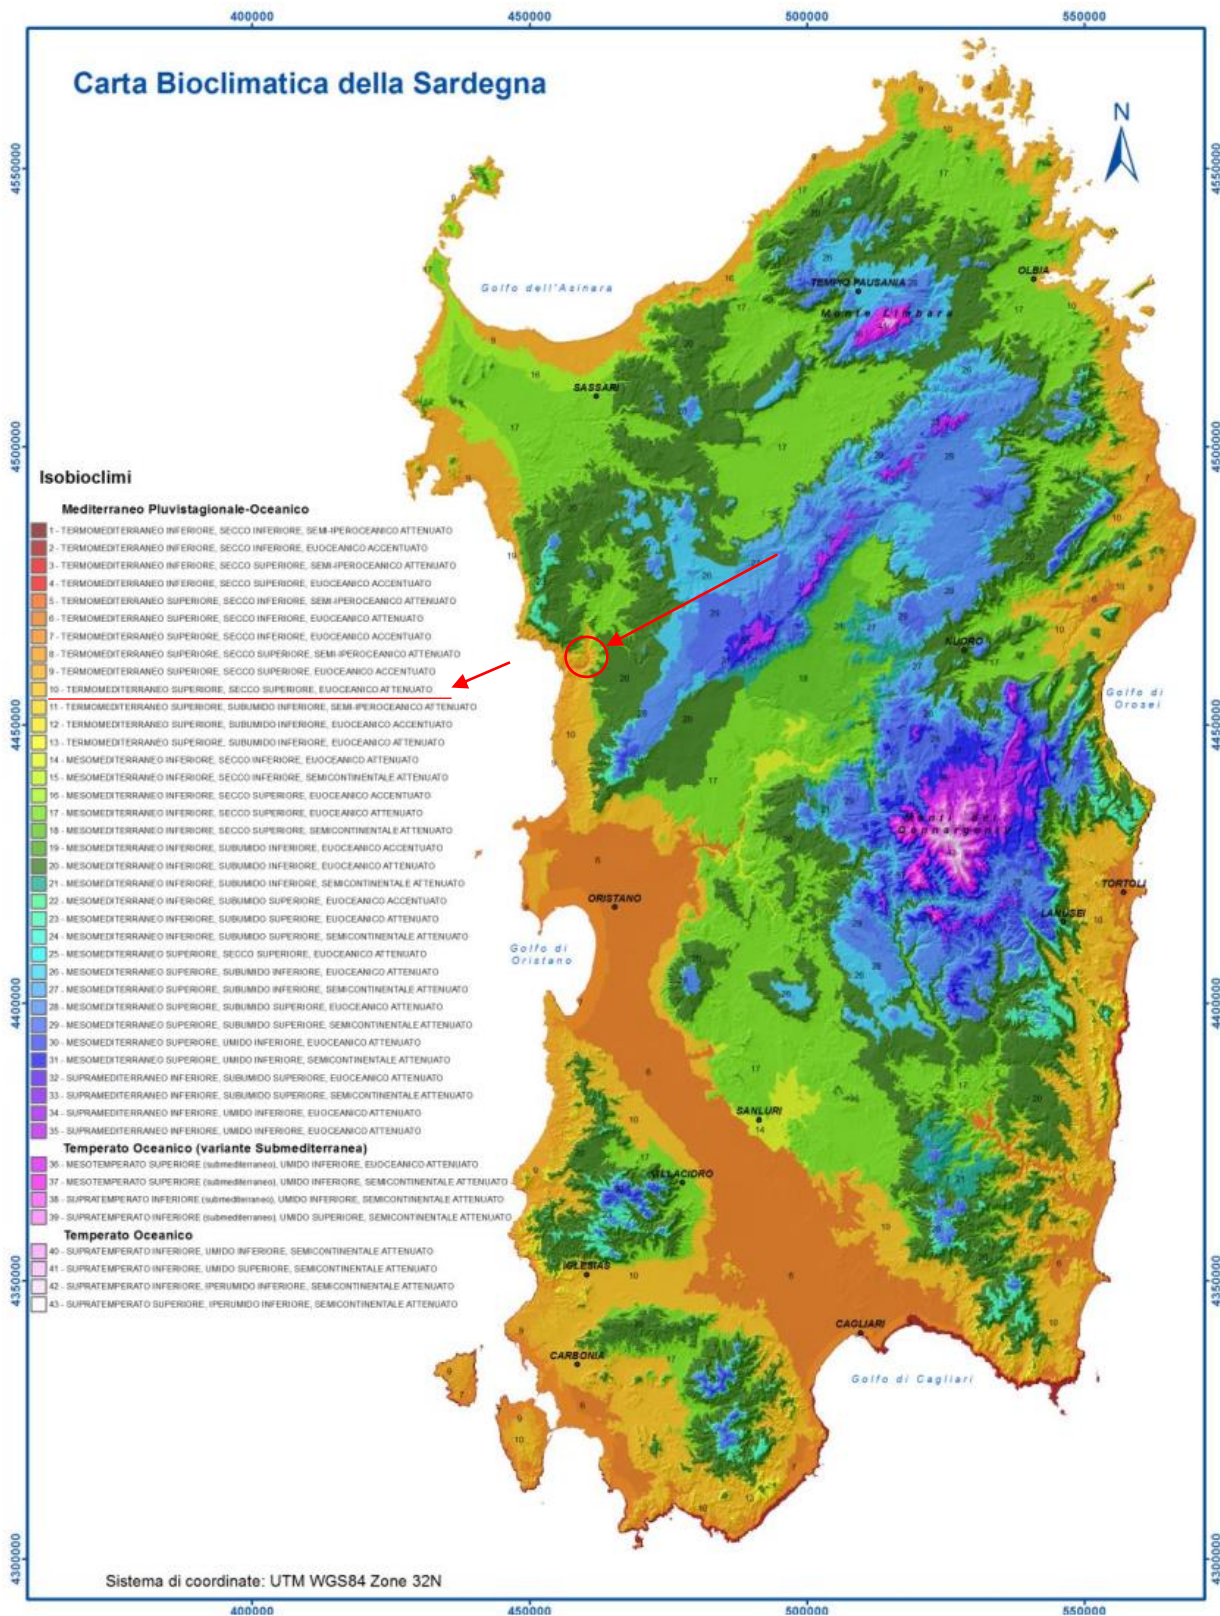 400000
450000
500000
550000
Carta Bioclimatica della Sardegna
N
4550000
4550000
Golfo dell'Asinara
TEMPIO PAUSANIA
Monte Limbara
OLBIA
SASSARI
4500000
4500000
Isobioclimi
Mediterraneo Pluvistagionale-Oceanico
1 - TERMOMEDITERRANEO INFERIORE, SECCO INFERIORE, SEMI-IPEROCEANICO ATTENUATO
2 - TERMOMEDITERRANEO INFERIORE, SECCO INFERIORE, EUOCEANICO ACCENTUATO
3 - TERMOMEDITERRANEO INFERIORE, SECCO SUPERIORE, SEMI-IPEROCEANICO ATTENUATO
4 - TERMOMEDITERRANEO INFERIORE, SECCO SUPERIORE, EUOCEANICO ACCENTUATO
5 - TERMOMEDITERRANEO SUPERIORE, SECCO INFERIORE, SEMI-IPEROCEANICO ATTENUATO
6 - TERMOMEDITERRANEO SUPERIORE, SECCO INFERIORE, EUOCEANICO ATTENUATO
7 - TERMOMEDITERRANEO SUPERIORE, SECCO INFERIORE, EUOCEANICO ACCENTUATO
8 - TERMOMEDITERRANEO SUPERIORE, SECCO SUPERIORE, SEMI-IPEROCEANICO ATTENUATO
9 - TERMOMEDITERRANEO SUPERIORE, SECCO SUPERIORE, EUOCEANICO ACCENTUATO
10 - TERMOMEDITERRANEO SUPERIORE, SECCO SUPERIORE, EUOCEANICO ATTENUATO
11 - TERMOMEDITERRANEO SUPERIORE, SUBUMIDO INFERIORE, SEMI-IPEROCEANICO ATTENUATO
12 - TERMOMEDITERRANEO SUPERIORE, SUBUMIDO INFERIORE, EUOCEANICO ACCENTUATO
13 - TERMOMEDITERRANEO SUPERIORE, SUBUMIDO INFERIORE, EUOCEANICO ATTENUATO
14 - MESOMEDITERRANEO INFERIORE, SECCO INFERIORE, EUOCEANICO ATTENUATO
15 - MESOMEDITERRANEO INFERIORE, SECCO INFERIORE, SEMICONTINENTALE ATTENUATO
16 - MESOMEDITERRANEO INFERIORE, SECCO SUPERIORE, EUOCEANICO ACCENTUATO
17 - MESOMEDITERRANEO INFERIORE, SECCO SUPERIORE, EUOCEANICO ATTENUATO
18 - MESOMEDITERRANEO INFERIORE, SECCO SUPERIORE, SEMICONTINENTALE ATTENUATO
19 - MESOMEDITERRANEO INFERIORE, SUBUMIDO INFERIORE, EUOCEANICO ACCENTUATO
20 - MESOMEDITERRANEO INFERIORE, SUBUMIDO INFERIORE, EUOCEANICO ATTENUATO
21 - MESOMEDITERRANEO INFERIORE, SUBUMIDO INFERIORE, SEMICONTINENTALE ATTENUATO
22 - MESOMEDITERRANEO INFERIORE, SUBUMIDO SUPERIORE, EUOCEANICO ACCENTUATO
23 - MESOMEDITERRANEO INFERIORE, SUBUMIDO SUPERIORE, EUOCEANICO ATTENUATO
24 - MESOMEDITERRANEO INFERIORE, SUBUMIDO SUPERIORE, SEMICONTINENTALE ATTENUATO
25 - MESOMEDITERRANEO SUPERIORE, SECCO SUPERIORE, EUOCEANICO ATTENUATO
26 - MESOMEDITERRANEO SUPERIORE, SUBUMIDO INFERIORE, EUOCEANICO ATTENUATO
27 - MESOMEDITERRANEO SUPERIORE, SUBUMIDO INFERIORE, SEMICONTINENTALE ATTENUATO
28 - MESOMEDITERRANEO SUPERIORE, SUBUMIDO SUPERIORE, EUOCEANICO ATTENUATO
29 - MESOMEDITERRANEO SUPERIORE, SUBUMIDO SUPERIORE, SEMICONTINENTALE ATTENUATO
30 - MESOMEDITERRANEO SUPERIORE, UMIDO INFERIORE, EUOCEANICO ATTENUATO
31 - MESOMEDITERRANEO SUPERIORE, UMIDO INFERIORE, SEMICONTINENTALE ATTENUATO
32 - SUPRAMEDITERRANEO INFERIORE, SUBUMIDO SUPERIORE, EUOCEANICO ATTENUATO
33 - SUPRAMEDITERRANEO INFERIORE, SUBUMIDO SUPERIORE, SEMICONTINENTALE ATTENUATO
34 - SUPRAMEDITERRANEO INFERIORE, UMIDO INFERIORE, EUOCEANICO ATTENUATO
35 - SUPRAMEDITERRANEO INFERIORE, UMIDO INFERIORE, EUOCEANICO ATTENUATO
Temperato Oceanico (variante Submediterranea)
36 - MESOTEMPERATO SUPERIORE (submediterraneo), UMIDO INFERIORE, EUOCEANICO ATTENUATO
37 - MESOTEMPERATO SUPERIORE (submediterraneo), UMIDO INFERIORE, SEMICONTINENTALE ATTENUATO
38 - SUPRATEMPERATO INFERIORE (submediterraneo), UMIDO INFERIORE, SEMICONTINENTALE ATTENUATO
39 - SUPRATEMPERATO INFERIORE (submediterraneo), UMIDO SUPERIORE, SEMICONTINENTALE ATTENUATO
Temperato Oceanico
40 - SUPRATEMPERATO INFERIORE, UMIDO INFERIORE, SEMICONTINENTALE ATTENUATO
41 - SUPRATEMPERATO INFERIORE, UMIDO SUPERIORE, SEMICONTINENTALE ATTENUATO
42 - SUPRATEMPERATO INFERIORE, IPERUMIDO INFERIORE, SEMICONTINENTALE ATTENUATO
43 - SUPRATEMPERATO SUPERIORE, IPERUMIDO INFERIORE, SEMICONTINENTALE ATTENUATO
NUORO
Golfo di
Orosei
4450000
4450000
Monti del
Gennargentu
ORISTANO
TORTOLI
LANUSEI
Golfo di
Oristano
4400000
4400000
SANLURI
VILLACIDRO
IGLESIAS
4350000
4350000
CAGLIARI
CARBONIA
Golfo di Cagliari
4300000
4300000
Sistema di coordinate: UTM WGS84 Zone 32N
400000
450000
500000
550000